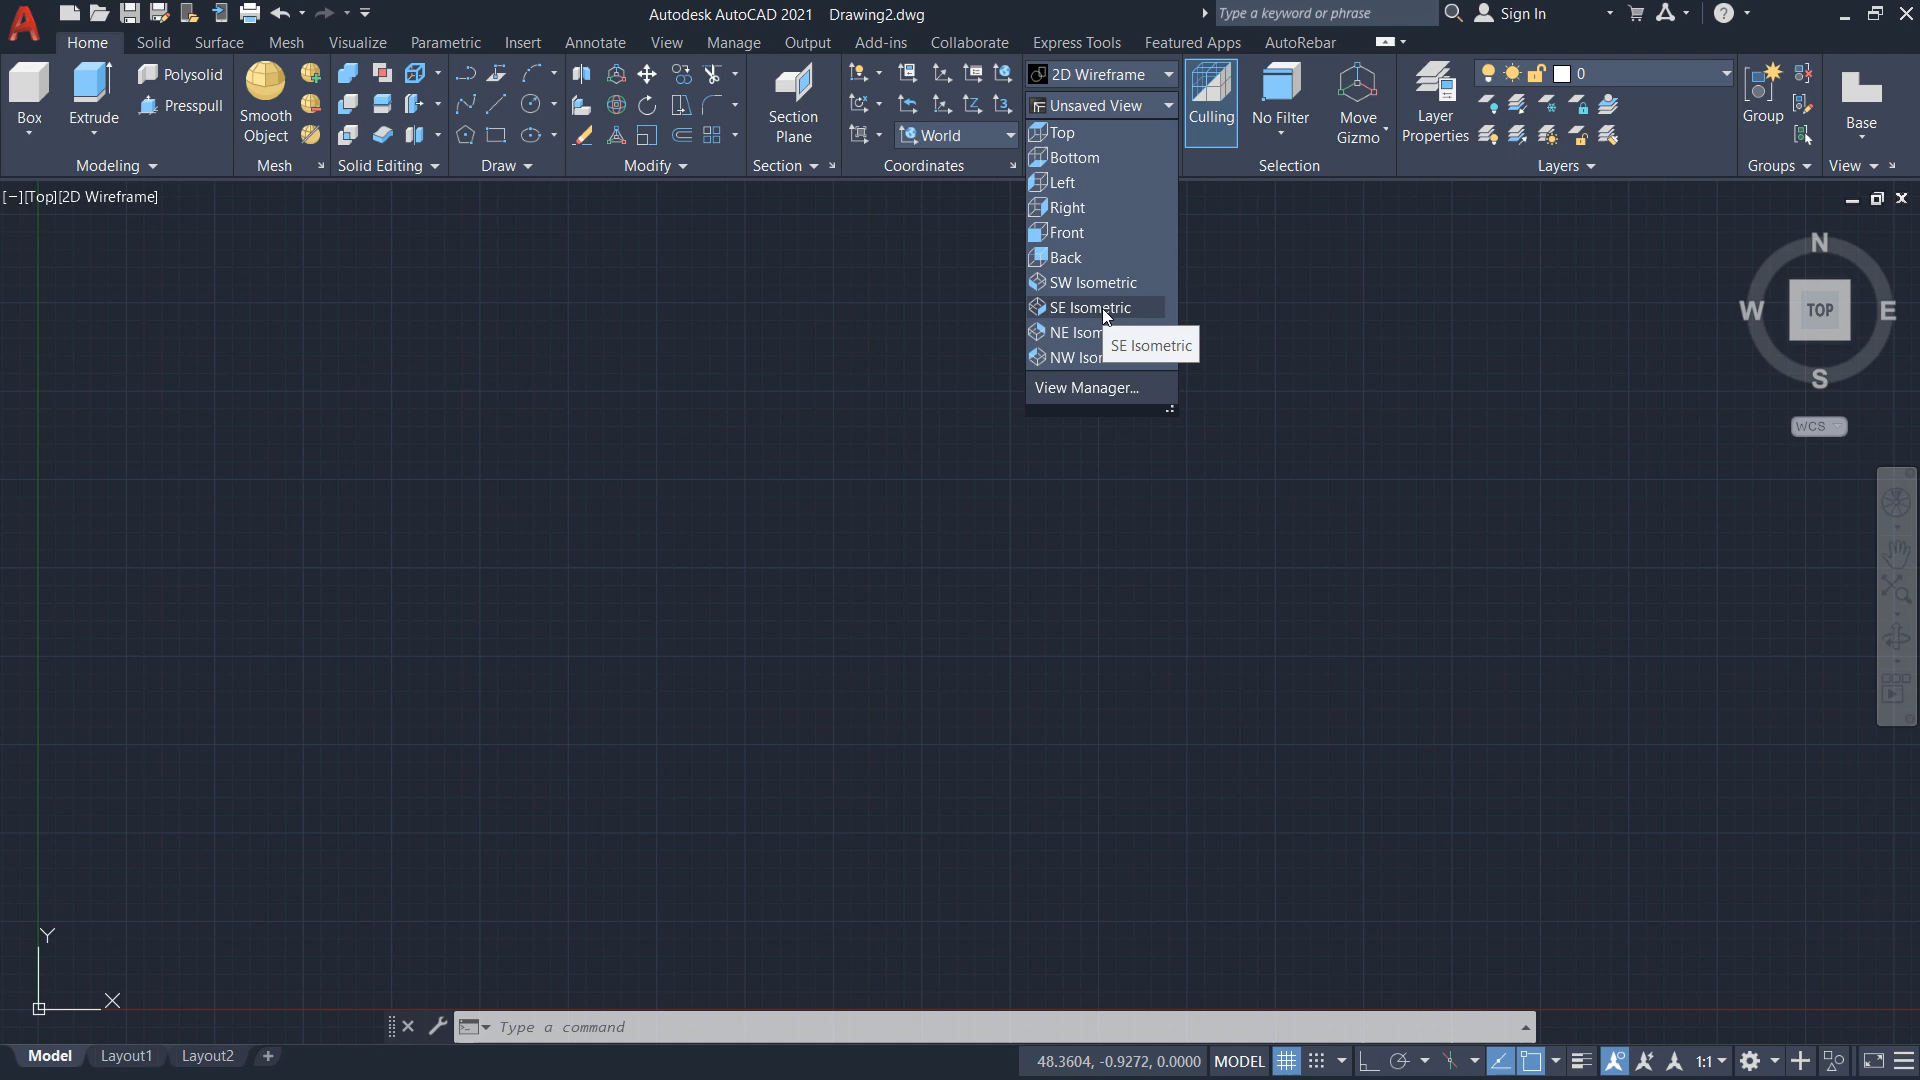 Autodesk AutoCAD 2021 Drawing2.dwg
Type a keyword or phrase
Sign In
Home Solid Surface Mesh Visualize Parametric Insert Annotate View Manage Output Add-ins Collaborate Express Tools Featured Apps AutoRebar
Box
Extrude
Polysolid
Presspull
Smooth
Object
Section
Plane
World
2D Wireframe
Unsaved View
Culling
No Filter
Move
Gizmo
Layer
Properties
0
Group
Base
Modeling
Mesh
Solid Editing
Draw
Modify
Section
Coordinates
Selection
Layers
Groups
View
Top
Bottom
Left
Right
Front
Back
SW Isometric
SE Isometric
NE Isom
NW Isor
SE Isometric
View Manager...
[−][Top][2D Wireframe]
N
W
TOP
E
S
WCS
Y
X
Type a command
Model Layout1 Layout2
48.3604, -0.9272, 0.0000
MODEL
1:1